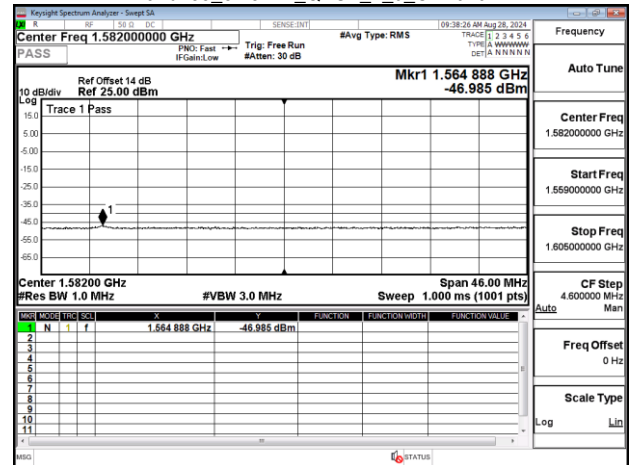 Keysight Spectrum Analyzer - Swept SA
R RF 50 Ω DC SENSE:INT 09:38:26 AM Aug 28, 2024
Center Freq 1.582000000 GHz #Avg Type: RMS TRACE 1 2 3 4 5 6
PNO: Fast Trig: Free Run TYPE A WWWWW
PASS IFGain:Low #Atten: 30 dB DET A NNNNN
Frequency
Auto Tune
Mkr1 1.564 888 GHz
Ref Offset 14 dB
10 dB/div Ref 25.00 dBm -46.985 dBm
Log
Trace 1 Pass
15.0
5.00
-5.00
-15.0
-25.0
-35.0
-45.0
-55.0
-65.0
1
Center 1.58200 GHz Span 46.00 MHz
#Res BW 1.0 MHz #VBW 3.0 MHz Sweep 1.000 ms (1001 pts)
MKR MODE TRC SCL X Y FUNCTION FUNCTION WIDTH FUNCTION VALUE
1 N 1 f 1.564 888 GHz -46.985 dBm
2
3
4
5
6
7
8
9
10
11
Center Freq
1.582000000 GHz
Start Freq
1.559000000 GHz
Stop Freq
1.605000000 GHz
CF Step
4.600000 MHz
Auto Man
Freq Offset
0 Hz
Scale Type
Log Lin
MSG STATUS